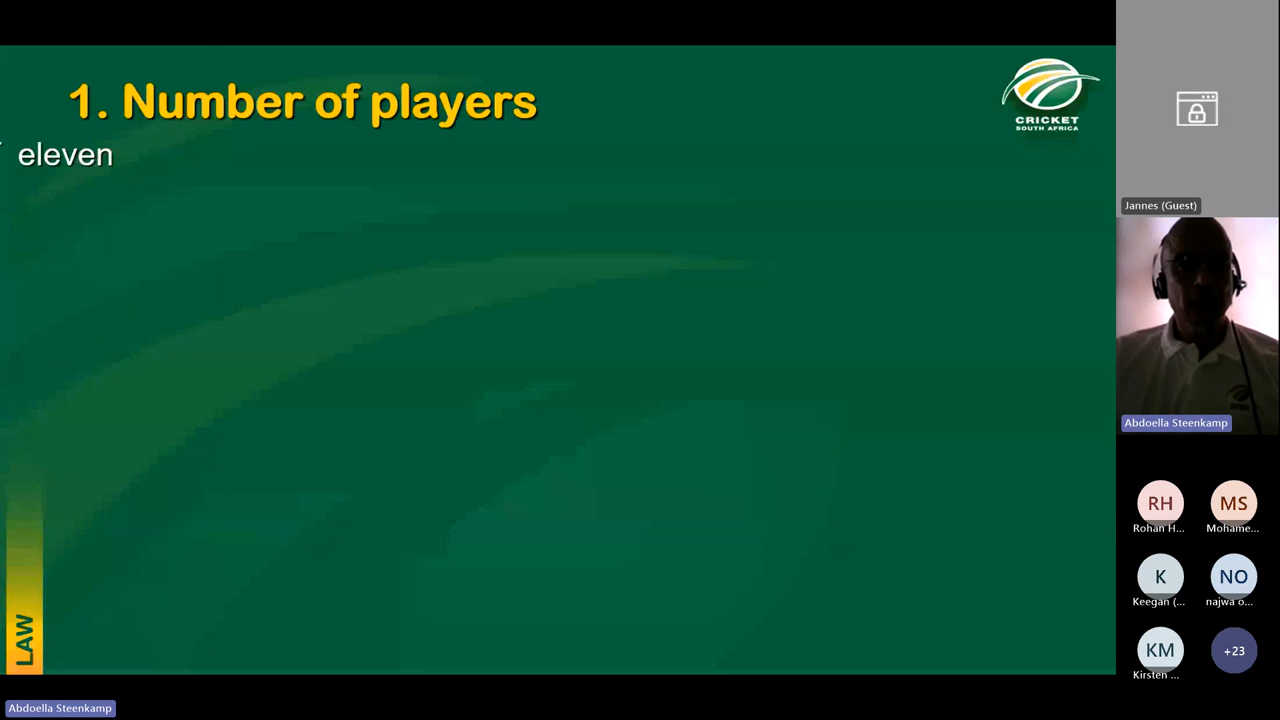 1. Number of players
eleven
CRICKET
SOUTH AFRICA
LAW
Jannes (Guest)
Abdoella Steenkamp
RH
Rohan H...
MS
Mohame...
K
Keegan (...
NO
najwa o...
KM
Kirsten ...
+23
Abdoella Steenkamp